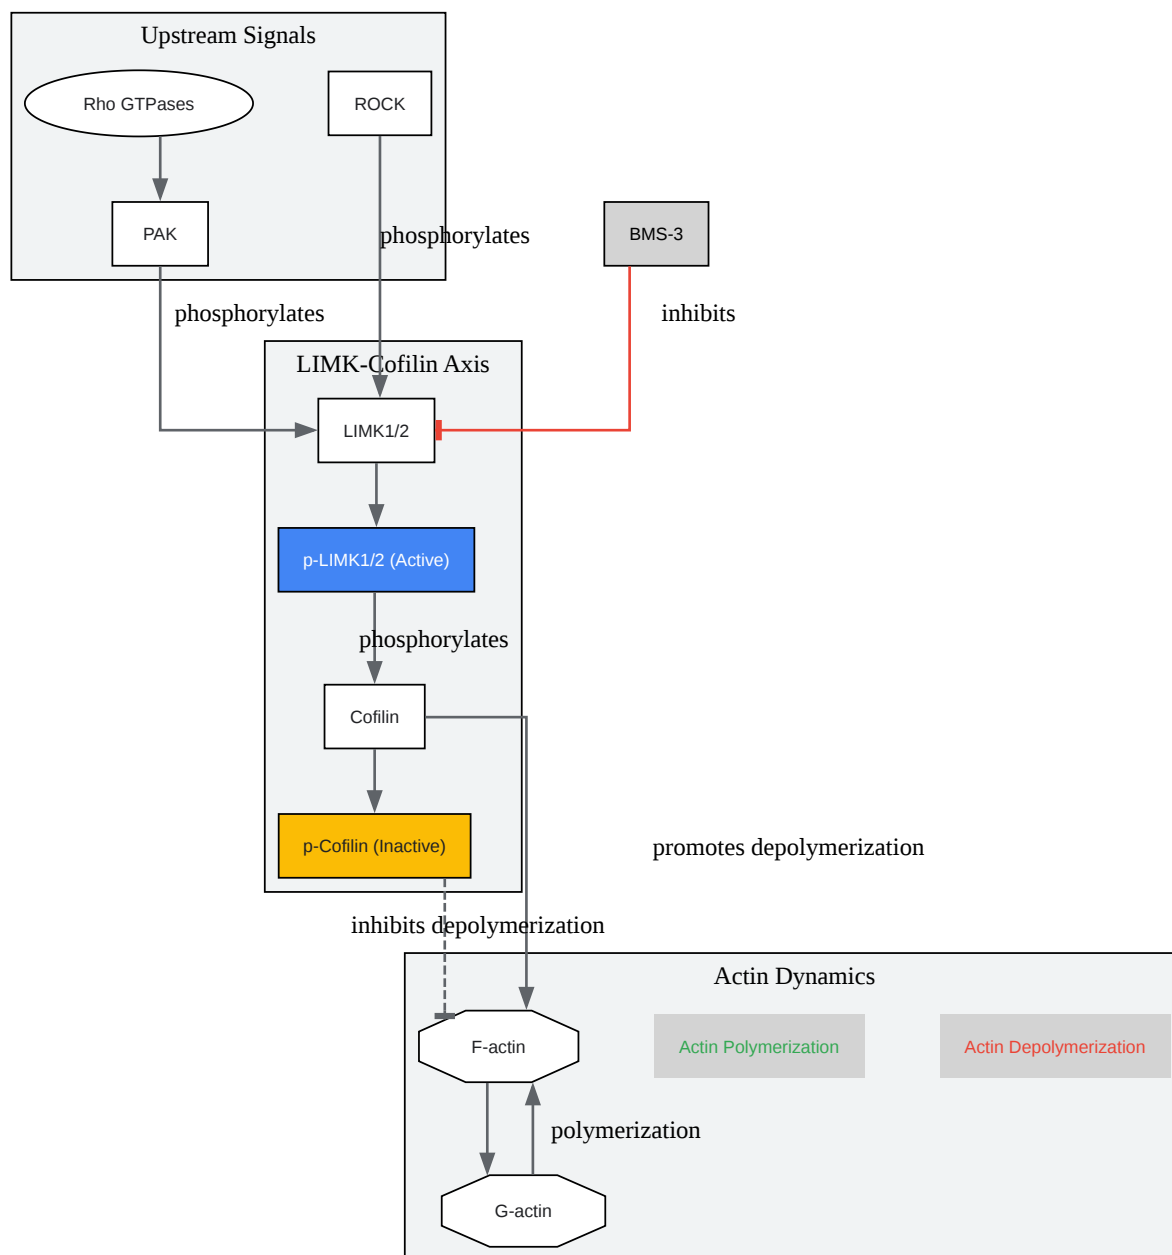 Upstream Signals
Rho GTPases
ROCK
PAK
phosphorylates
BMS-3
phosphorylates
inhibits
LIMK-Cofilin Axis
LIMK1/2
p-LIMK1/2 (Active)
phosphorylates
Cofilin
p-Cofilin (Inactive)
promotes depolymerization
inhibits depolymerization
Actin Dynamics
F-actin
Actin Polymerization
Actin Depolymerization
polymerization
G-actin